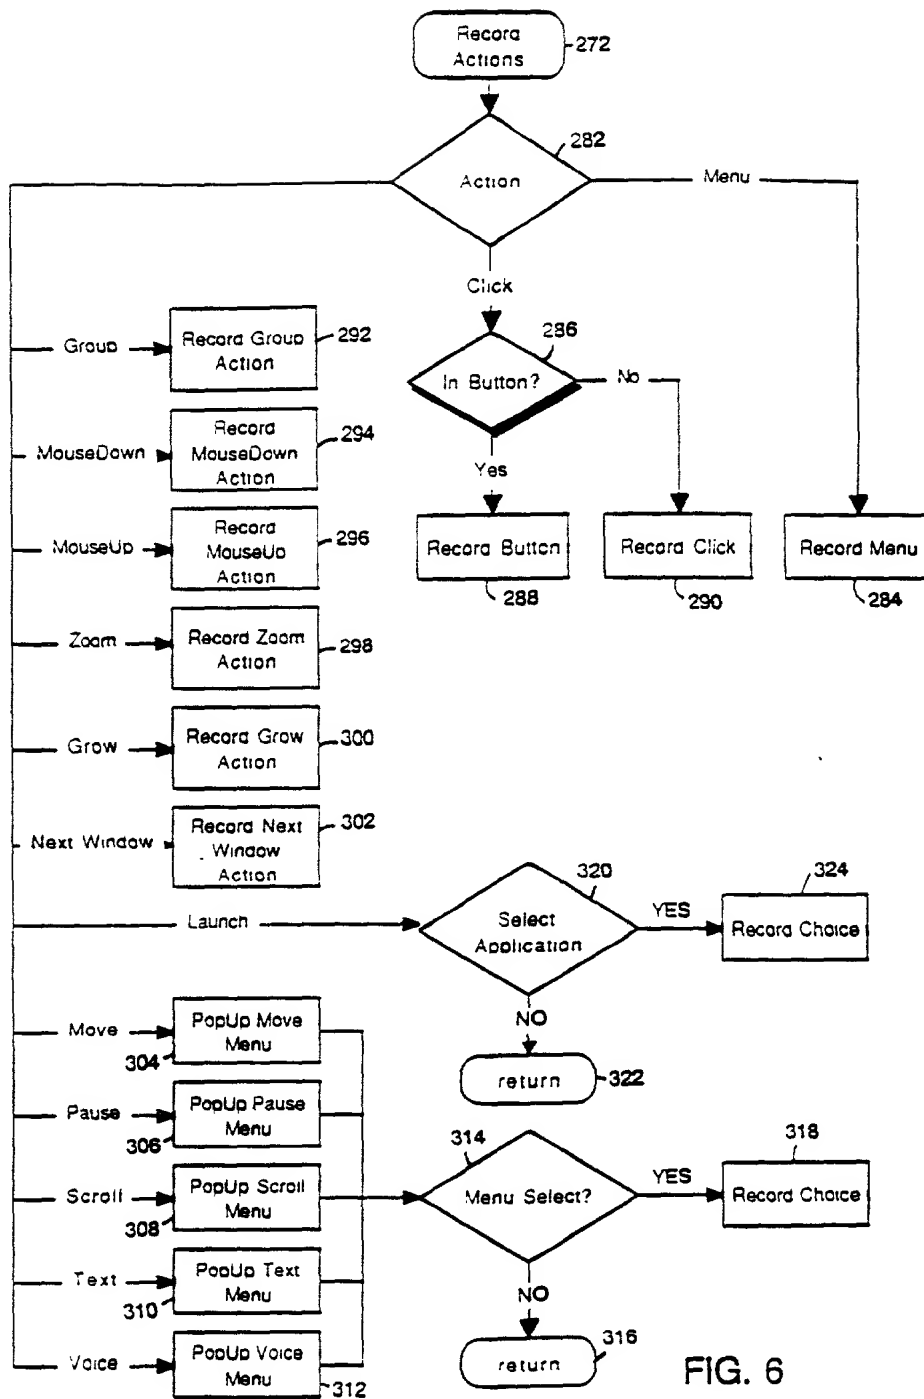 Record
Actions
272
282
Action
Menu
Click
286
In Button?
No
Yes
Record Button
288
Record Click
290
Record Menu
284
Group
Record Group
Action
292
MouseDown
Record
MouseDown
Action
294
MouseUp
Record
MouseUp
Action
296
Zoom
Record Zoom
Action
298
Grow
Record Grow
Action
300
Next Window
Record Next
Window
Action
302
Launch
320
Select
Application
YES
324
Record Choice
NO
return
322
Move
PopUp Move
Menu
304
Pause
PopUp Pause
Menu
306
Scroll
PopUp Scroll
Menu
308
Text
PopUp Text
Menu
310
Voice
PopUp Voice
Menu
312
314
Menu Select?
YES
318
Record Choice
NO
return
316
FIG. 6